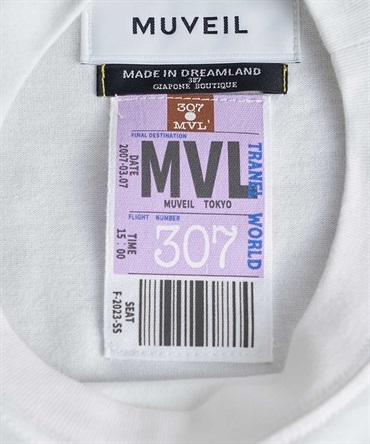 MUVEIL
MADE IN DREAMLAND
307
GIAPONE BOUTIQUE
307
MVL'
FINAL DESTINATION
DATE
2007-03.07
MVL
MUVEIL TOKYO
TRANEL WORLD
FLIGHT NUMBER
307
TIME
15:00
SEAT
F-2023-SS